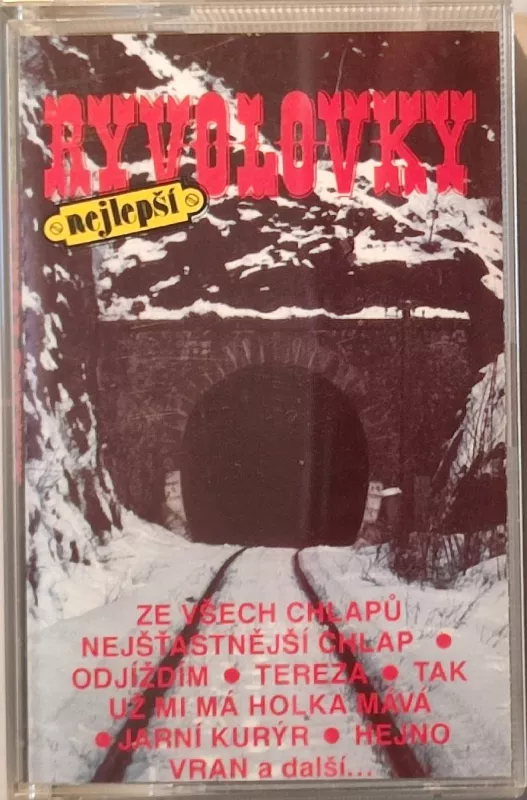 RYVOLOVKY
nejlepší
ZE VŠECH CHLAPŮ
NEJŠŤASTNĚJŠÍ CHLAP •
ODJÍŽDÍM • TEREZA • TAK
UŽ MI MÁ HOLKA MÁVÁ
• JARNÍ KURÝR • HEJNO
VRAN a další...